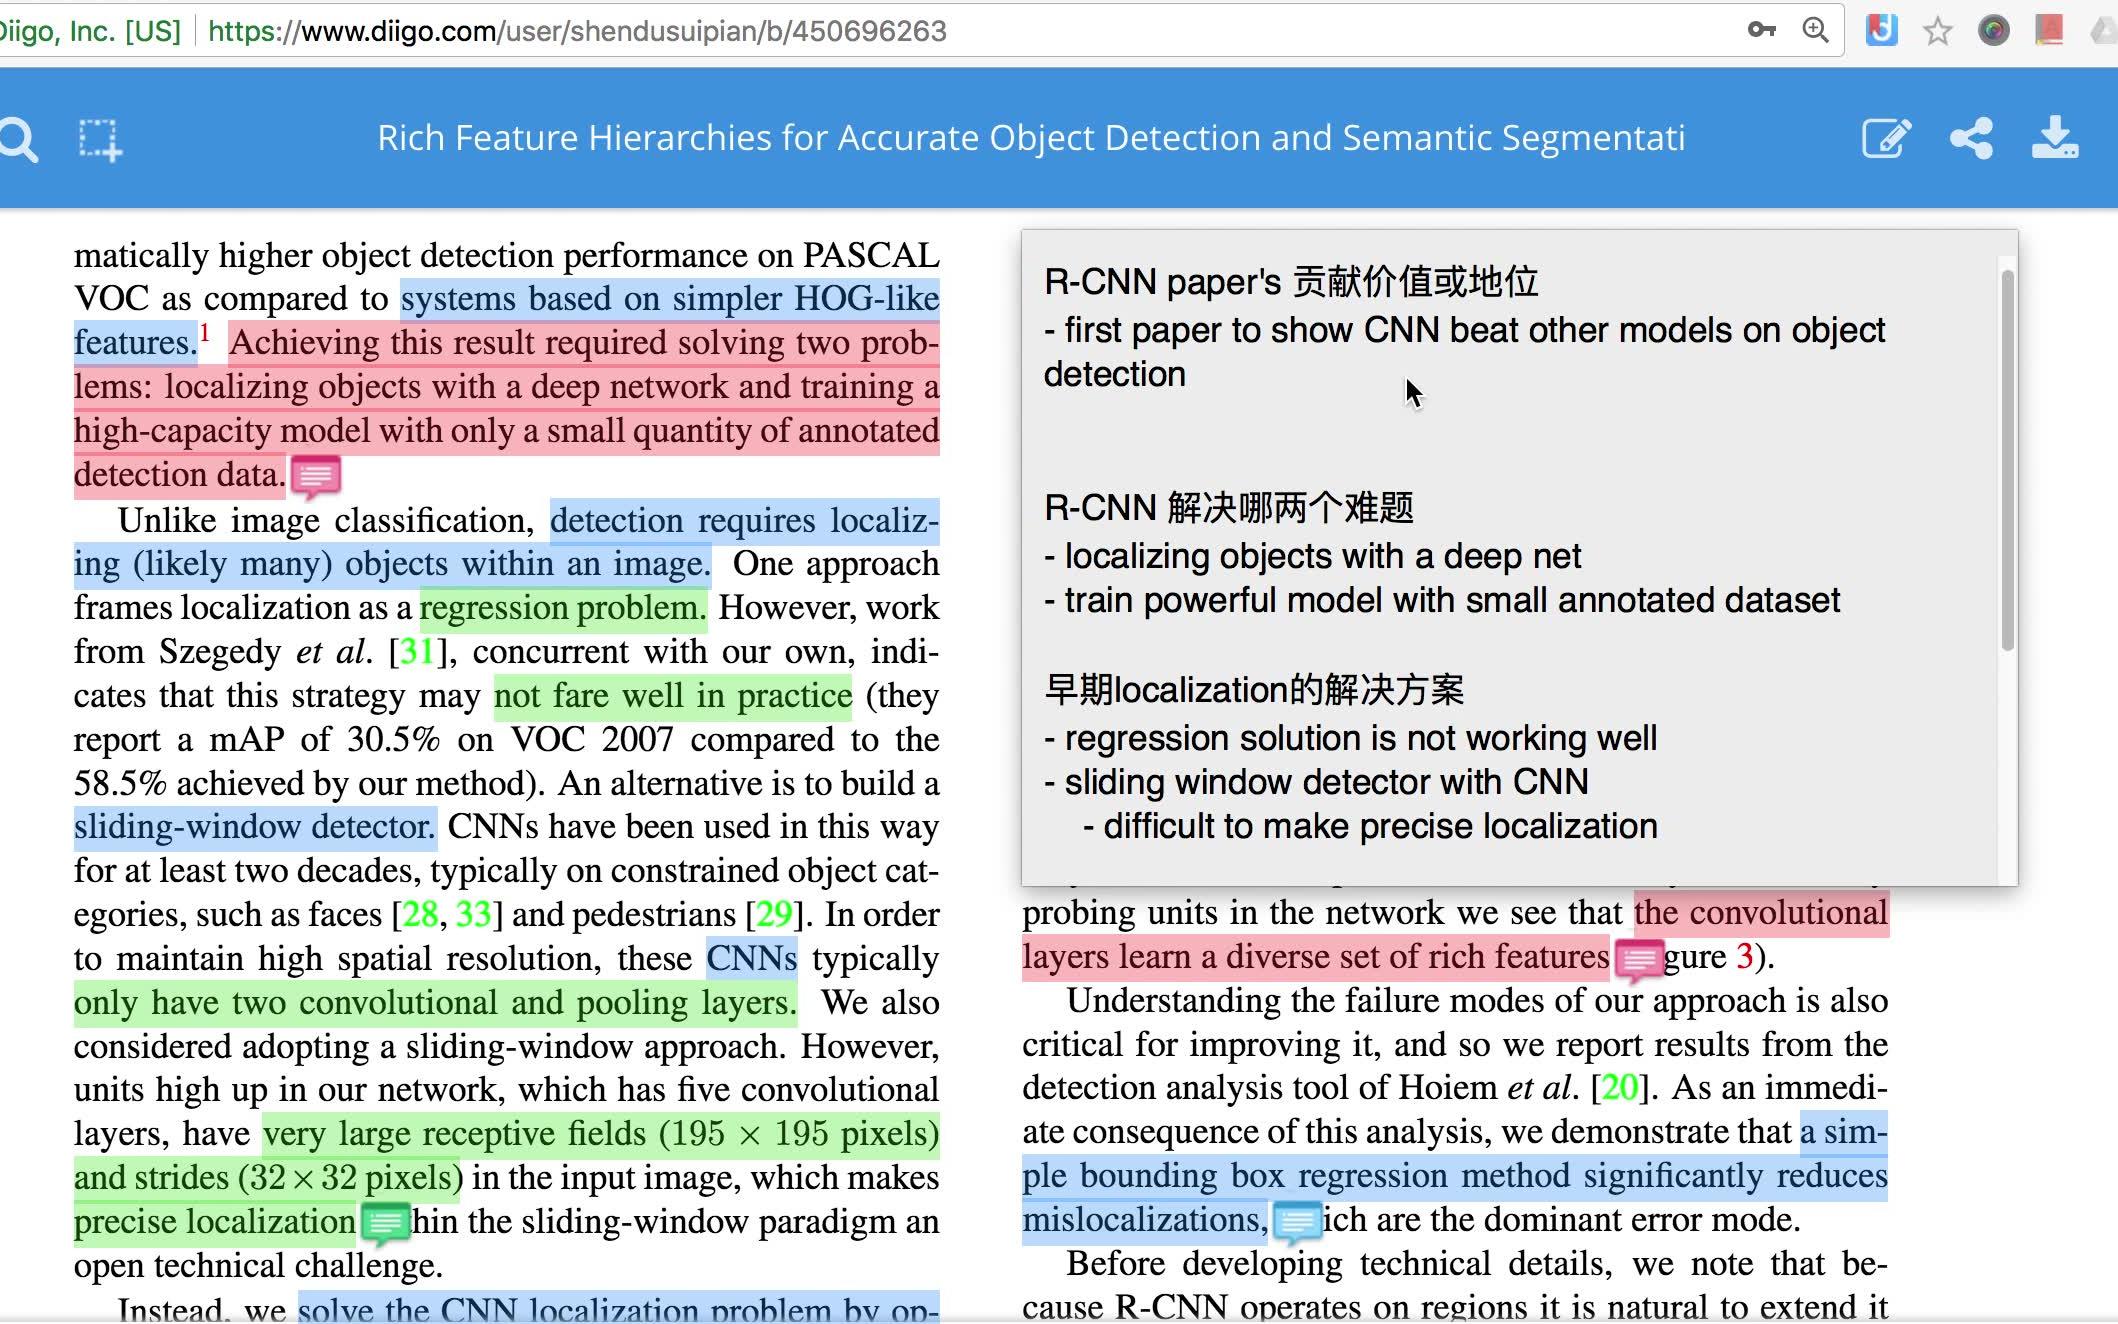 Diigo, Inc. [US] https://www.diigo.com/user/shendusuipian/b/450696263
Rich Feature Hierarchies for Accurate Object Detection and Semantic Segmentati
matically higher object detection performance on PASCAL
VOC as compared to systems based on simpler HOG-like
features.1 Achieving this result required solving two prob-
lems: localizing objects with a deep network and training a
high-capacity model with only a small quantity of annotated
detection data.
Unlike image classification, detection requires localiz-
ing (likely many) objects within an image. One approach
frames localization as a regression problem. However, work
from Szegedy et al. [31], concurrent with our own, indi-
cates that this strategy may not fare well in practice (they
report a mAP of 30.5% on VOC 2007 compared to the
58.5% achieved by our method). An alternative is to build a
sliding-window detector. CNNs have been used in this way
for at least two decades, typically on constrained object cat-
egories, such as faces [28, 33] and pedestrians [29]. In order
to maintain high spatial resolution, these CNNs typically
only have two convolutional and pooling layers. We also
considered adopting a sliding-window approach. However,
units high up in our network, which has five convolutional
layers, have very large receptive fields (195 × 195 pixels)
and strides (32×32 pixels) in the input image, which makes
precise localization hin the sliding-window paradigm an
open technical challenge.
Instead, we solve the CNN localization problem by op-
R-CNN paper's 贡献价值或地位
- first paper to show CNN beat other models on object
detection
R-CNN 解决哪两个难题
- localizing objects with a deep net
- train powerful model with small annotated dataset
早期localization的解决方案
- regression solution is not working well
- sliding window detector with CNN
- difficult to make precise localization
probing units in the network we see that the convolutional
layers learn a diverse set of rich features gure 3).
Understanding the failure modes of our approach is also
critical for improving it, and so we report results from the
detection analysis tool of Hoiem et al. [20]. As an immedi-
ate consequence of this analysis, we demonstrate that a sim-
ple bounding box regression method significantly reduces
mislocalizations, ich are the dominant error mode.
Before developing technical details, we note that be-
cause R-CNN operates on regions it is natural to extend it